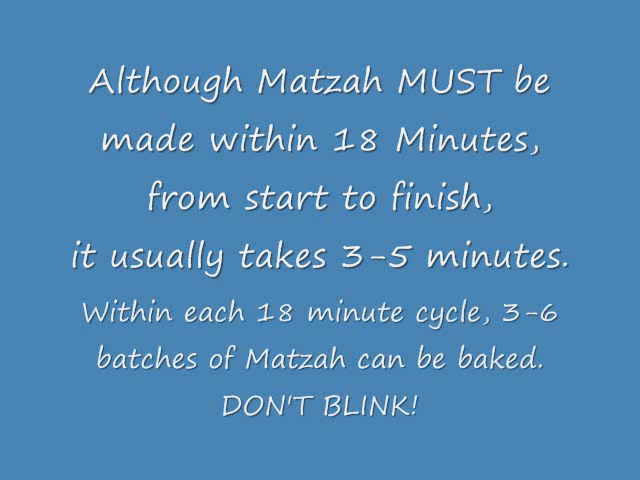 Although Matzah MUST be
made within 18 Minutes,
from start to finish,
it usually takes 3-5 minutes.
Within each 18 minute cycle, 3-6
batches of Matzah can be baked.
DON'T BLINK!